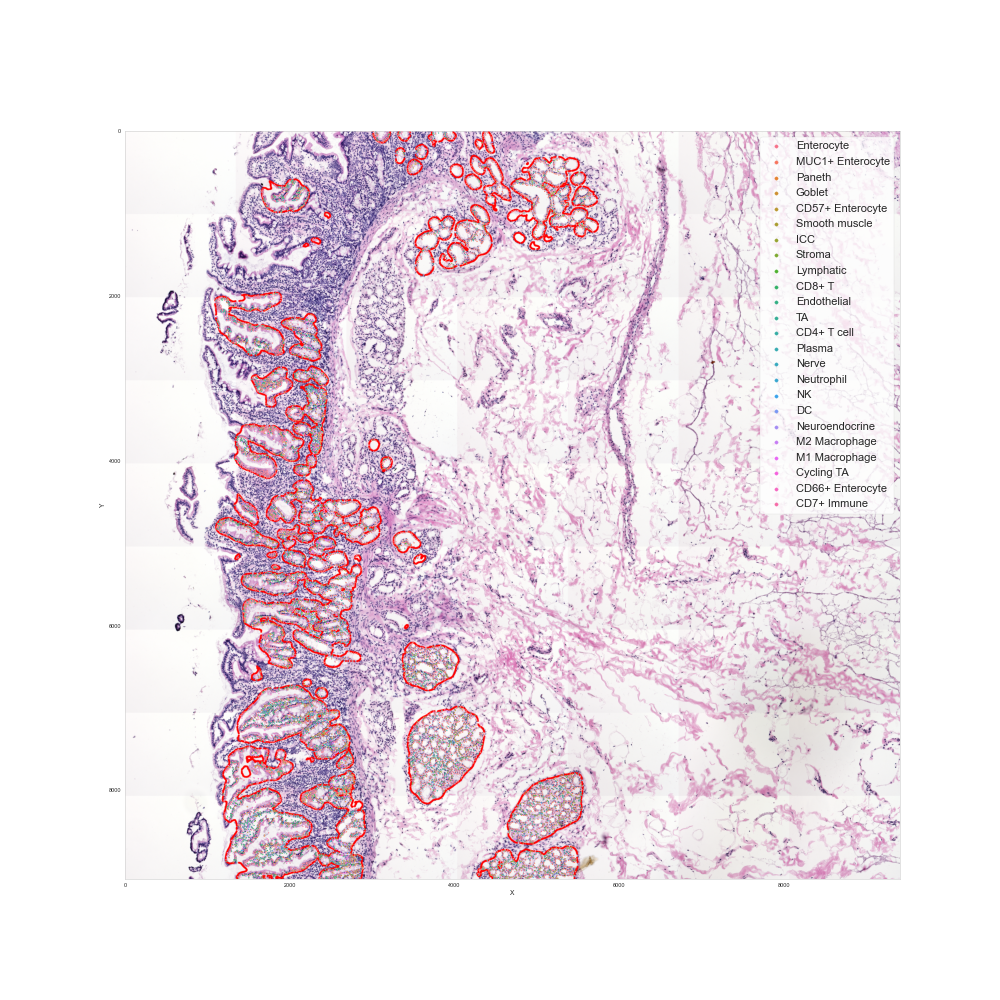 Enterocyte
MUC1+ Enterocyte
Paneth
Goblet
CD57+ Enterocyte
Smooth muscle
ICC
Stroma
Lymphatic
CD8+ T
Endothelial
TA
CD4+ T cell
Plasma
Nerve
Neutrophil
NK
DC
Neuroendocrine
M2 Macrophage
M1 Macrophage
Cycling TA
CD66+ Enterocyte
CD7+ Immune
0
2000
4000
6000
8000
Y
0
2000
4000
6000
8000
X